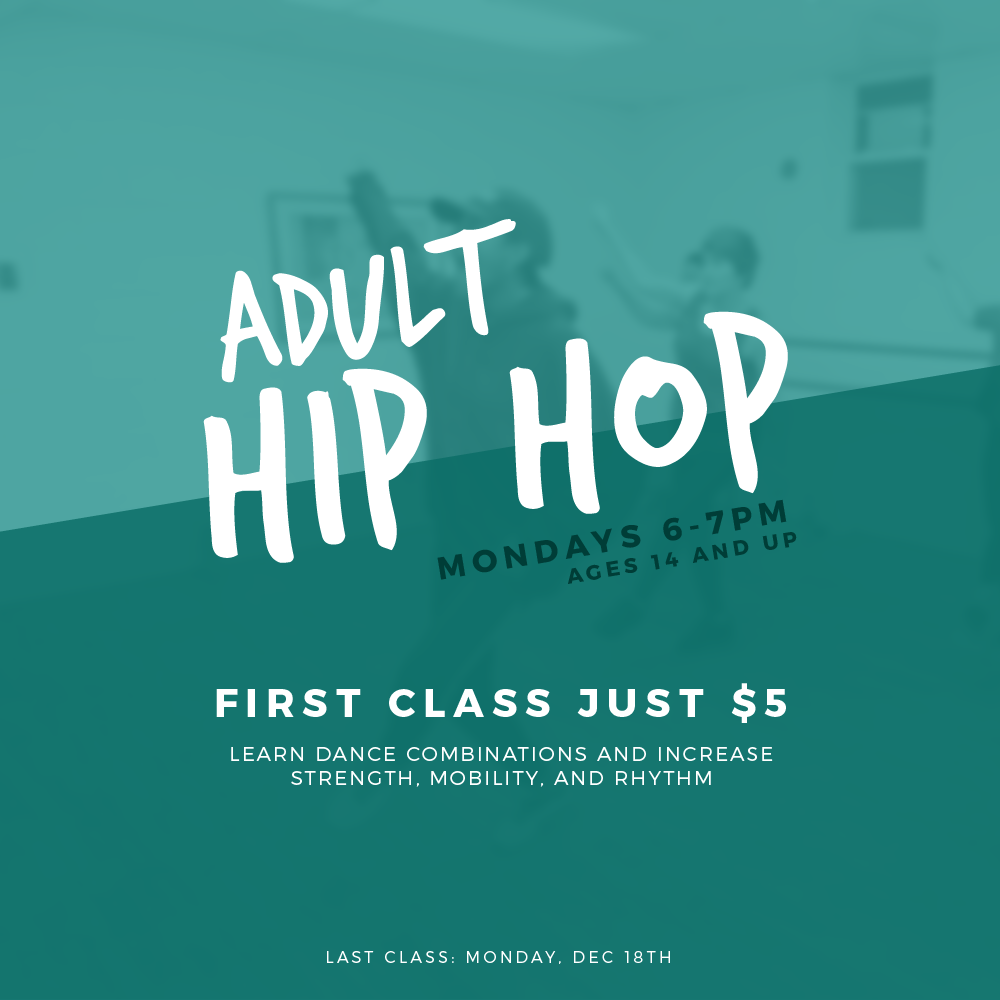 ADULT
HIP HOP
MONDAYS 6-7PM
AGES 14 AND UP
FIRST CLASS JUST $5
LEARN DANCE COMBINATIONS AND INCREASE
STRENGTH, MOBILITY, AND RHYTHM
LAST CLASS: MONDAY, DEC 18TH